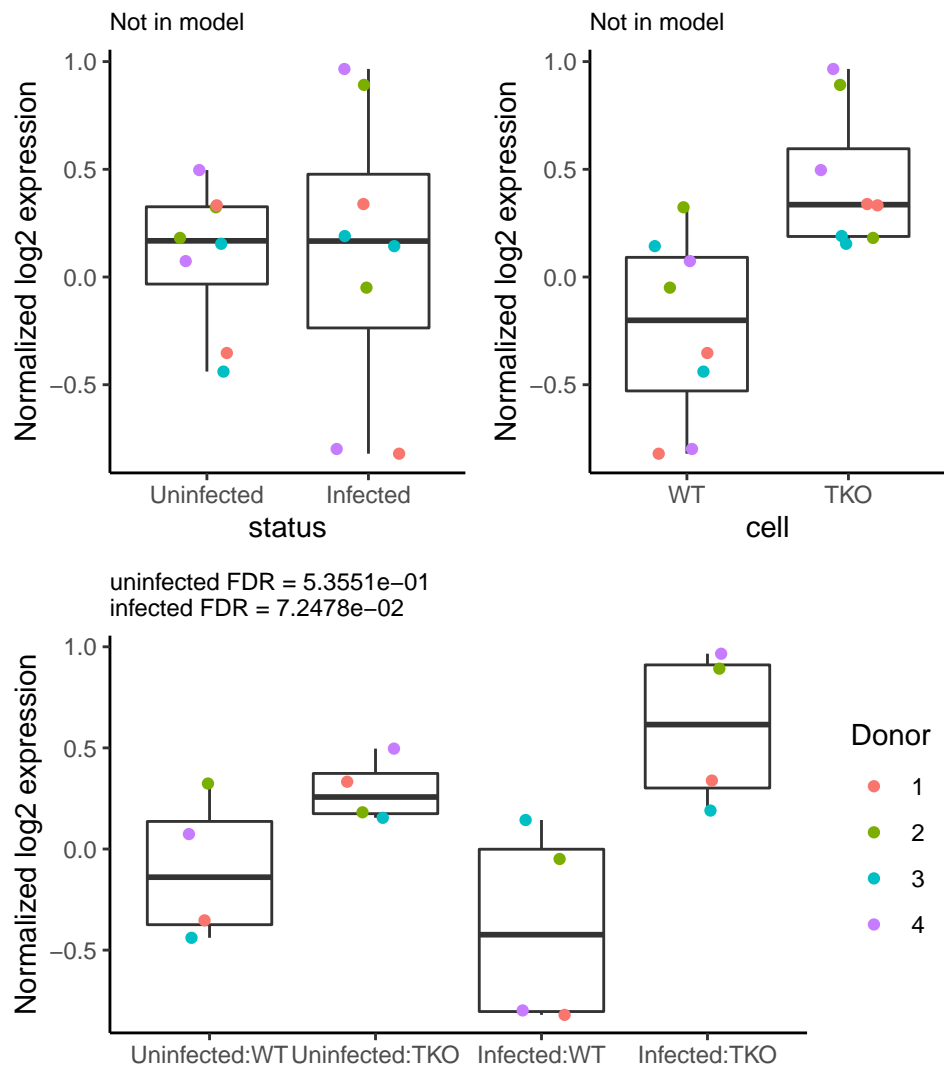 Not in model
Normalized log2 expression
1.0
0.5
0.0
−0.5
Uninfected Infected
status
Not in model
Normalized log2 expression
1.0
0.5
0.0
−0.5
WT TKO
cell
uninfected FDR = 5.3551e−01
infected FDR = 7.2478e−02
Normalized log2 expression
1.0
0.5
0.0
−0.5
Uninfected:WT Uninfected:TKO Infected:WT Infected:TKO
Donor
1
2
3
4